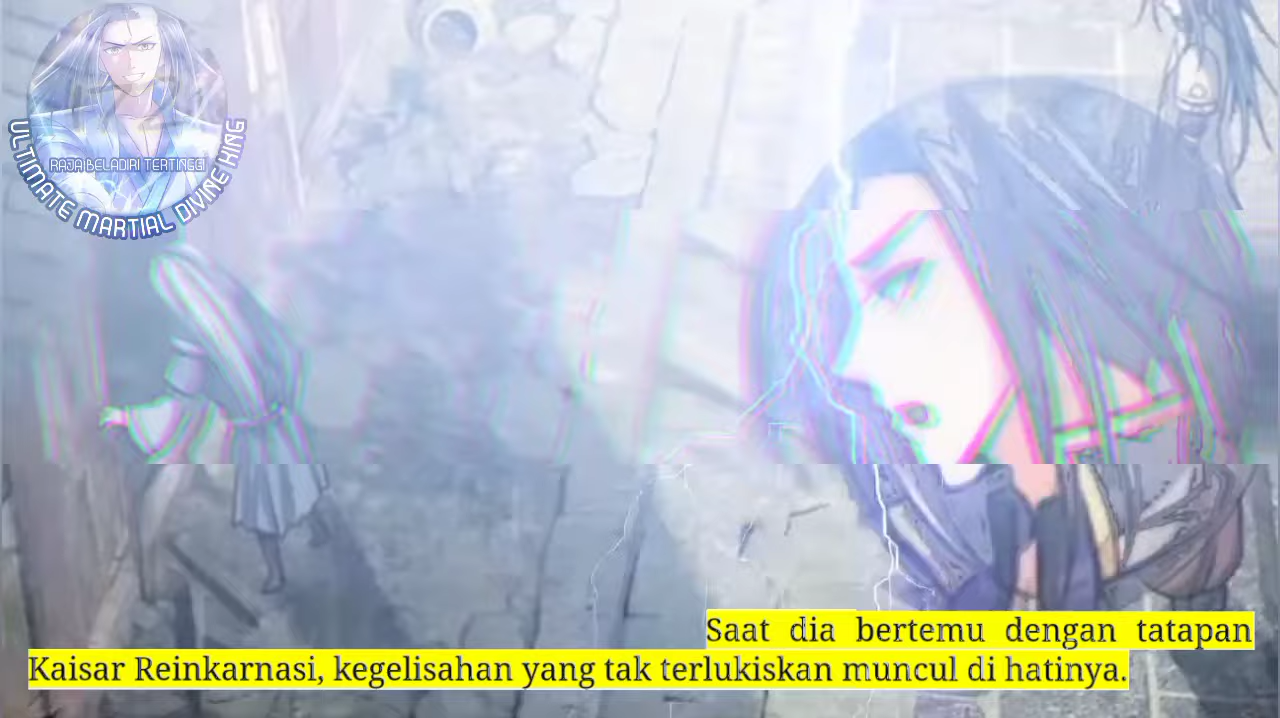 RAJA BELADIRI TERTINGGI
ULTIMATE MARTIAL DIVINE KING
Saat dia bertemu dengan tatapan
Kaisar Reinkarnasi, kegelisahan yang tak terlukiskan muncul di hatinya.